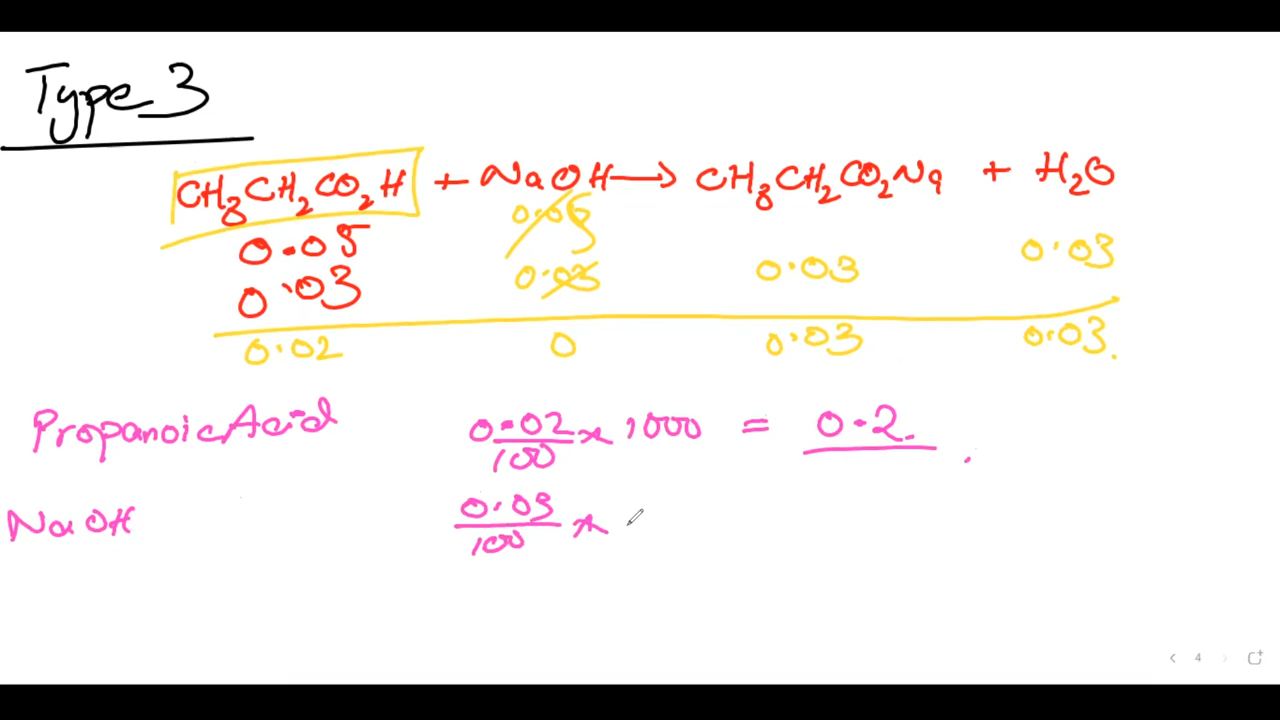 Type 3
CH3CH2CO2H + NaOH → CH3CH2CO2Na + H2O
0.05 0.05 0.03 0.03
0.03 0.03
0.02 0 0.03 0.03.
Propanoic Acid 0.02/100 × 1000 = 0.2.
NaOH 0.03/100 ×
4